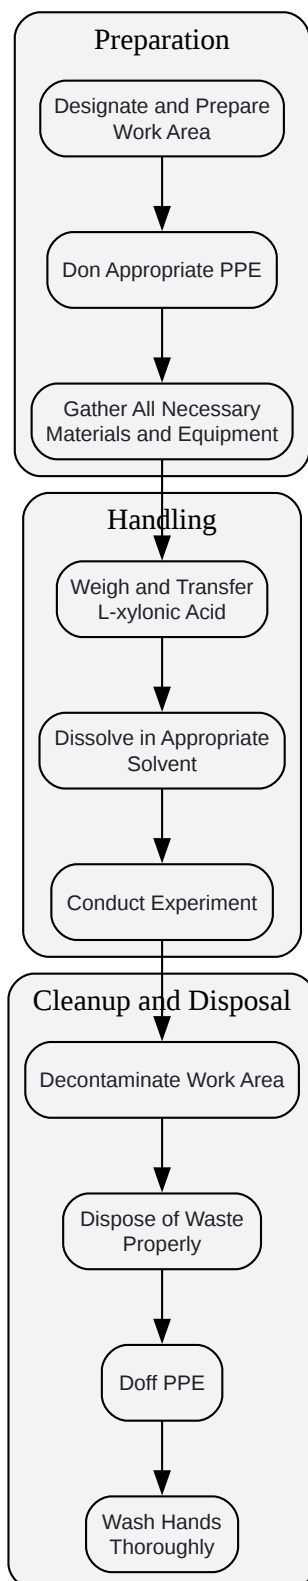 Preparation
Designate and Prepare
Work Area
Don Appropriate PPE
Gather All Necessary
Materials and Equipment
Handling
Weigh and Transfer
L-xylonic Acid
Dissolve in Appropriate
Solvent
Conduct Experiment
Cleanup and Disposal
Decontaminate Work Area
Dispose of Waste
Properly
Doff PPE
Wash Hands
Thoroughly